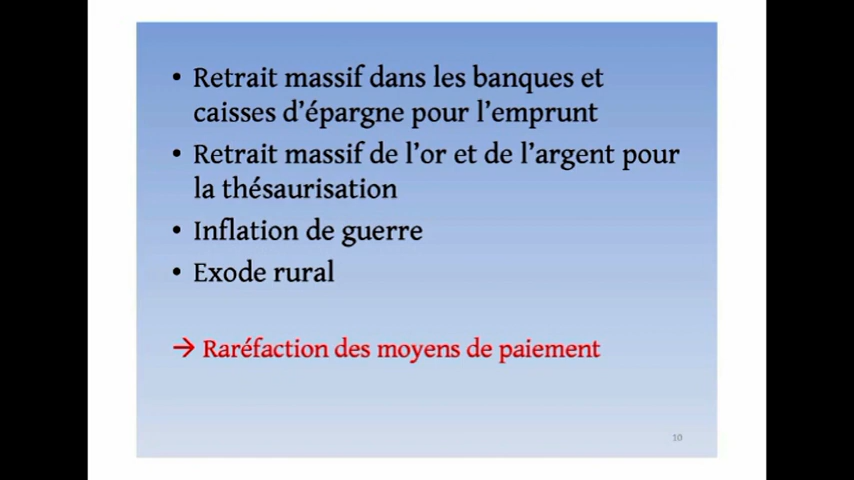 • Retrait massif dans les banques et
caisses d’épargne pour l’emprunt
• Retrait massif de l’or et de l’argent pour
la thésaurisation
• Inflation de guerre
• Exode rural
→ Raréfaction des moyens de paiement
10